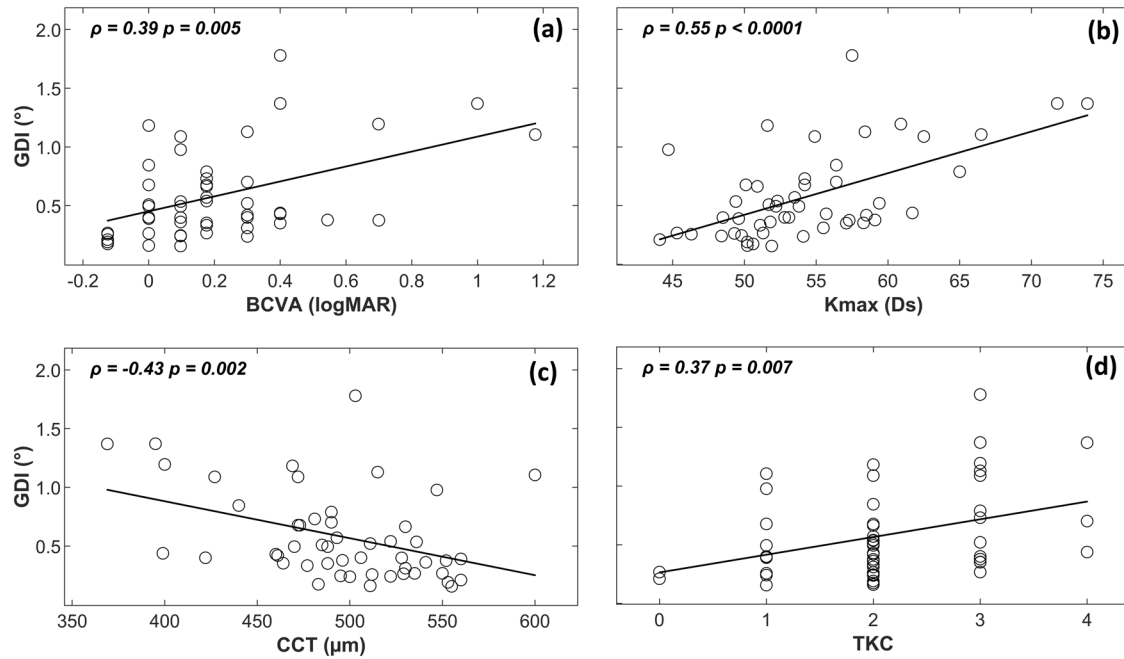 ρ = 0.39 p = 0.005
(a)
2.0
1.5
1.0
0.5
GDI (°)
-0.2 0 0.2 0.4 0.6 0.8 1 1.2
BCVA (logMAR)
ρ = 0.55 p < 0.0001
(b)
45 50 55 60 65 70 75
Kmax (Ds)
ρ = -0.43 p = 0.002
(c)
2.0
1.5
1.0
0.5
0
GDI (°)
350 400 450 500 550 600
CCT (μm)
ρ = 0.37 p = 0.007
(d)
0 1 2 3 4
TKC